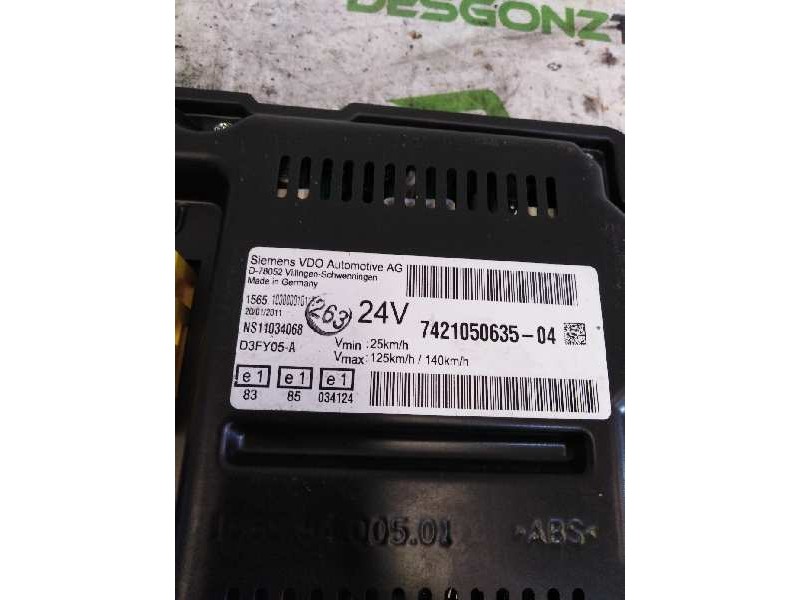 DESGONZT
Siemens VDO Automotive AG
D-78052 Villingen-Schwenningen
Made in Germany
1565.
20/01/2011
263
24V
7421050635-04
NS11034068
D3FY05-A
Vmin :25km/h
Vmax: 125km/h / 140km/h
e1 e1 e1
83 85 034124
005.01
>ABS<